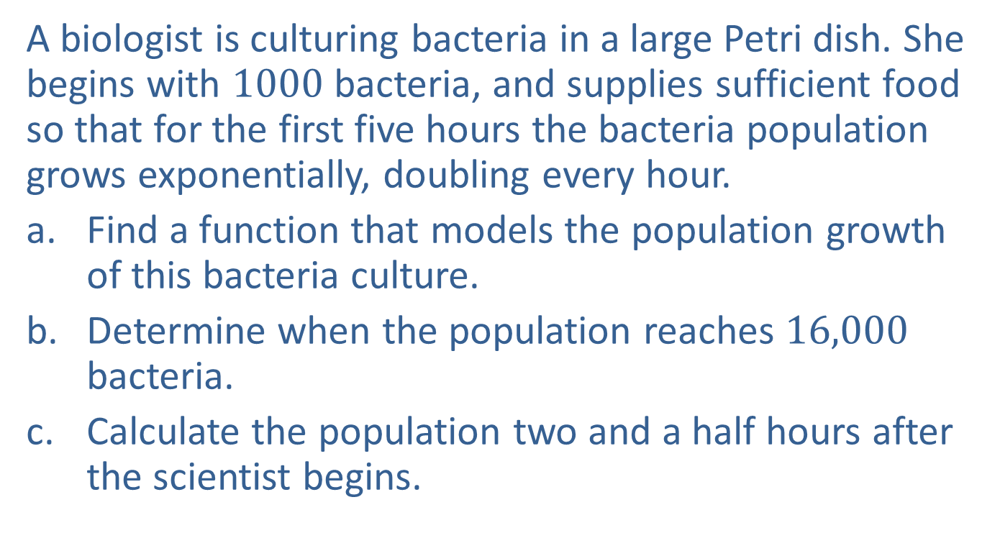 A biologist is culturing bacteria in a large Petri dish. She
begins with 1000 bacteria, and supplies sufficient food
so that for the first five hours the bacteria population
grows exponentially, doubling every hour.
a. Find a function that models the population growth
of this bacteria culture.
b. Determine when the population reaches 16,000
bacteria.
c. Calculate the population two and a half hours after
the scientist begins.